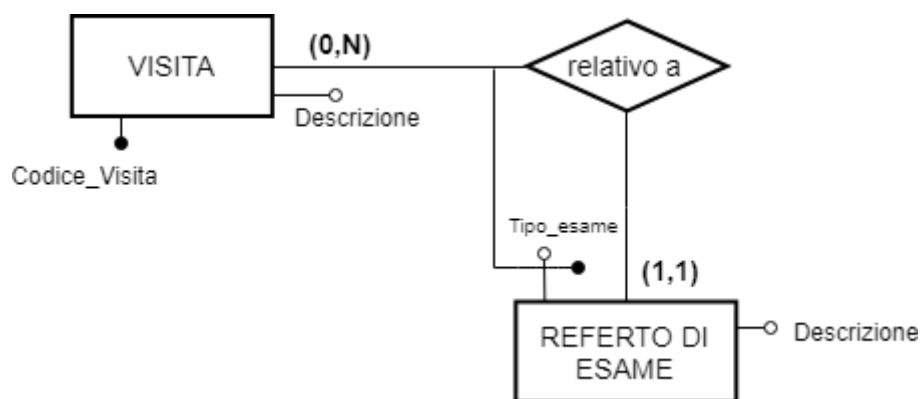 VISITA
(0,N)
relativo a
Descrizione
Codice_Visita
Tipo_esame
(1,1)
REFERTO DI
ESAME
Descrizione